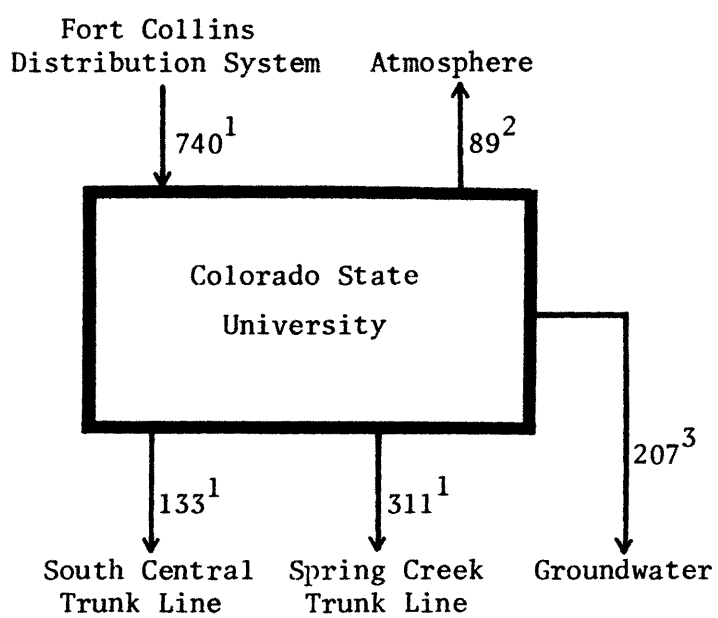 Fort Collins
Distribution System
Atmosphere
740¹
89²
Colorado State
University
207³
133¹
311¹
South Central
Trunk Line
Spring Creek
Trunk Line
Groundwater